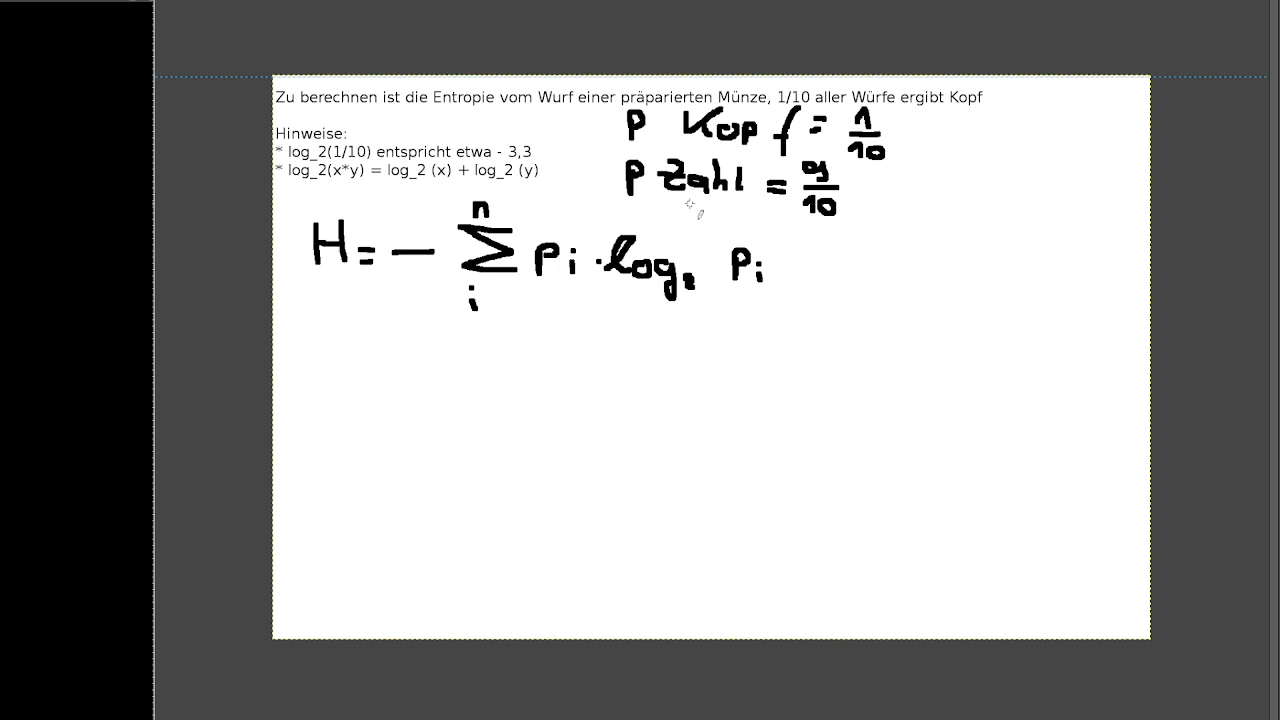 Zu berechnen ist die Entropie vom Wurf einer präparierten Münze, 1/10 aller Würfe ergibt Kopf
Hinweise:
* log_2(1/10) entspricht etwa - 3,3
* log_2(x*y) = log_2 (x) + log_2 (y)
P Kopf = 1/10
P Zahl = 9/10
H = - ∑ⁿᵢ Pi · log₂ Pi